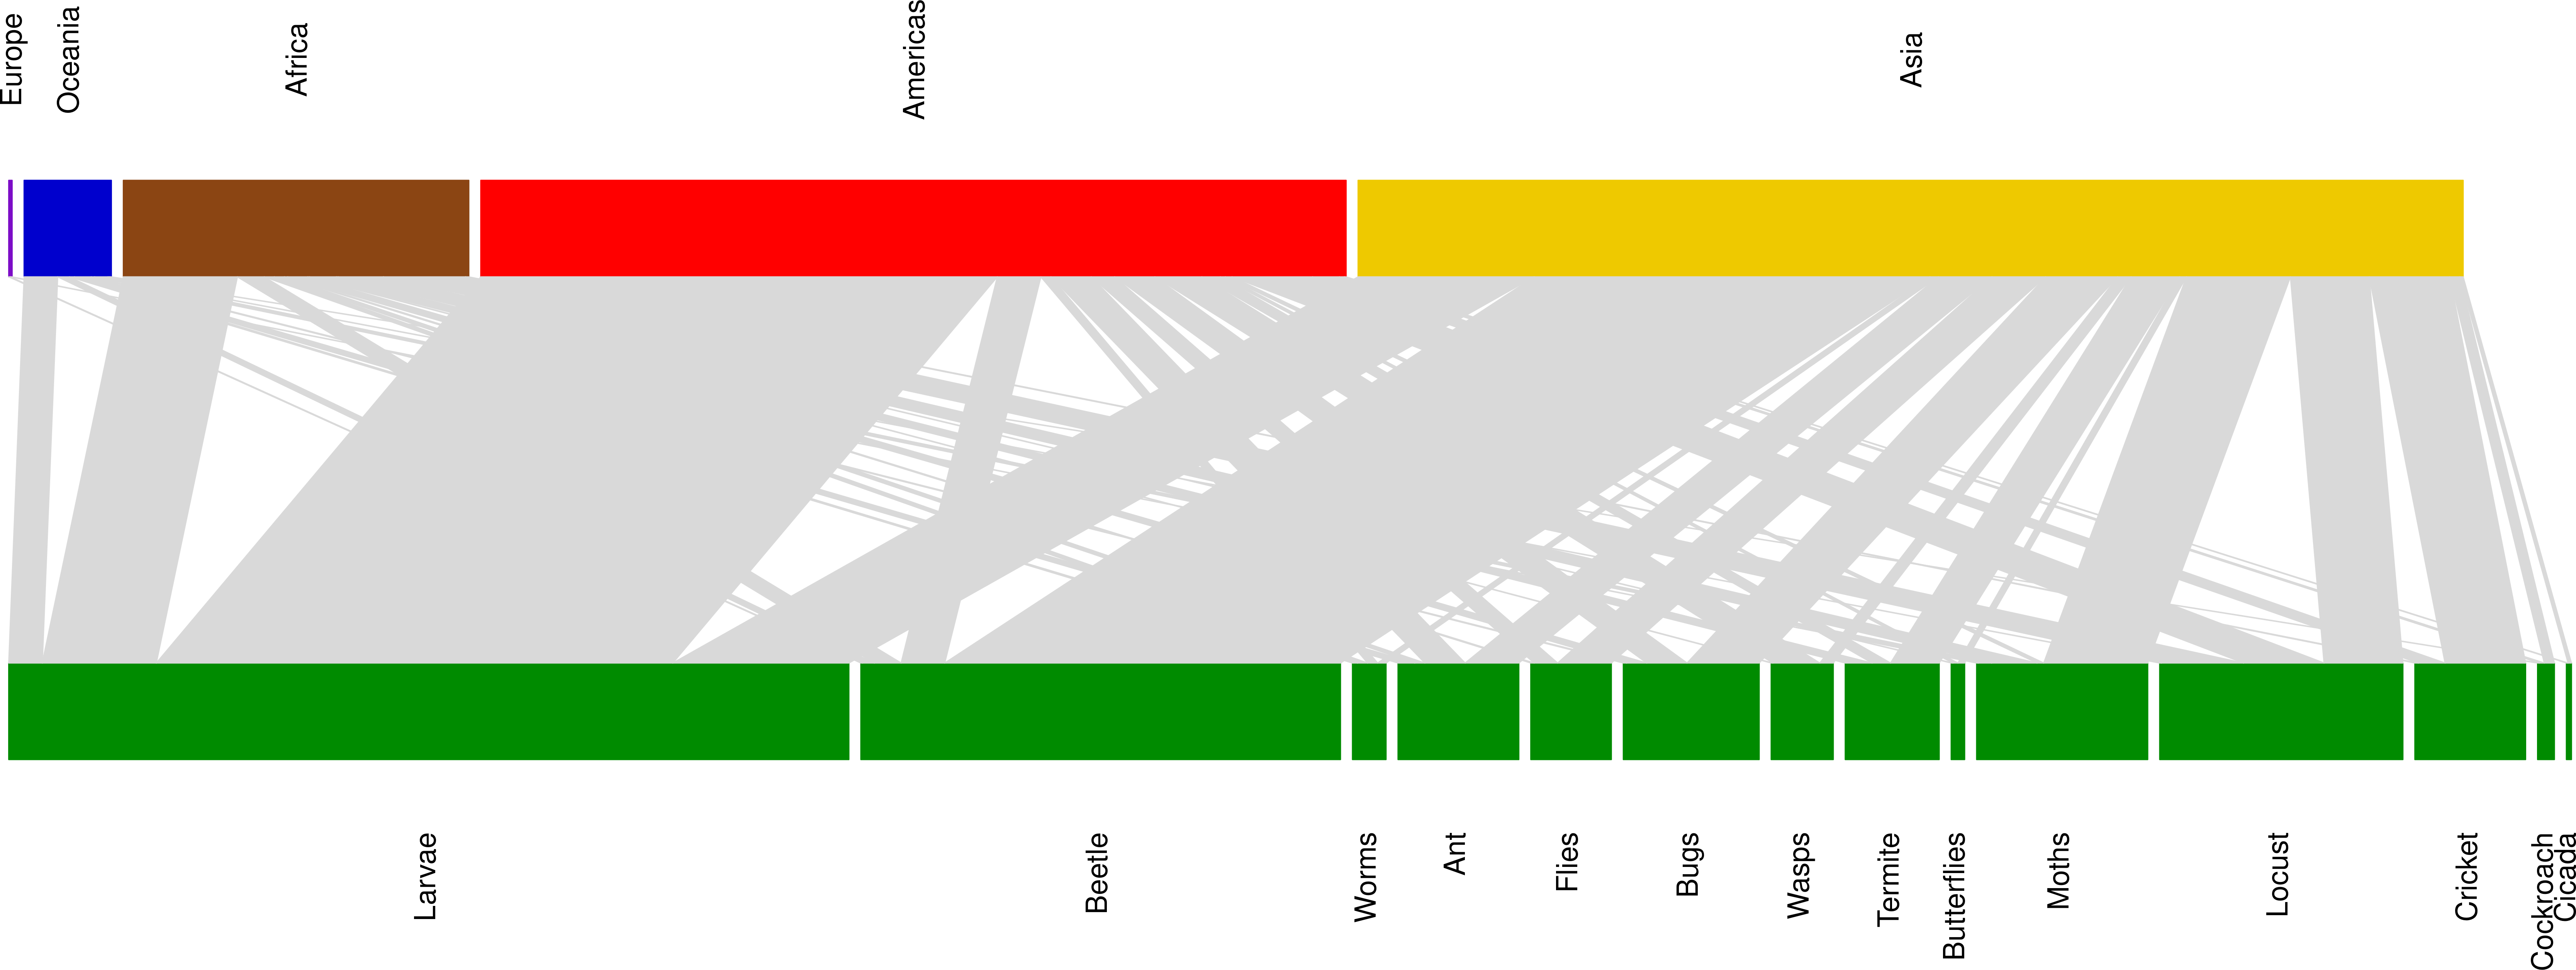 Europe
Oceania
Africa
Americas
Asia
Larvae
Beetle
Worms
Ant
Flies
Bugs
Wasps
Termite
Butterflies
Moths
Locust
Cricket
Cockroach
Cicada